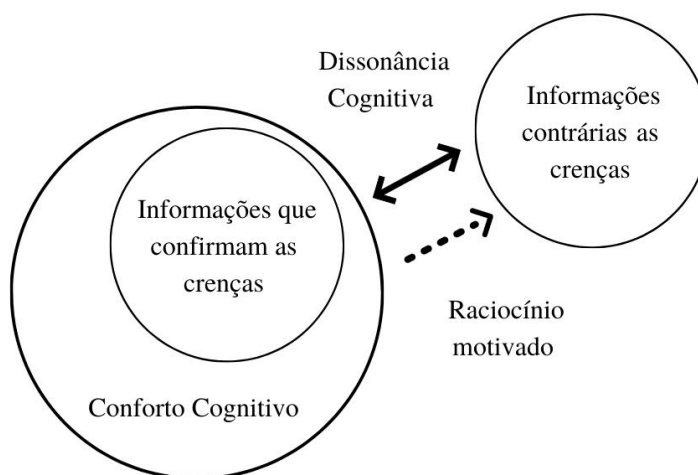 Dissonância
Cognitiva
Informações
contrárias as
crenças
Informações que
confirmam as
crenças
Raciocínio
motivado
Conforto Cognitivo